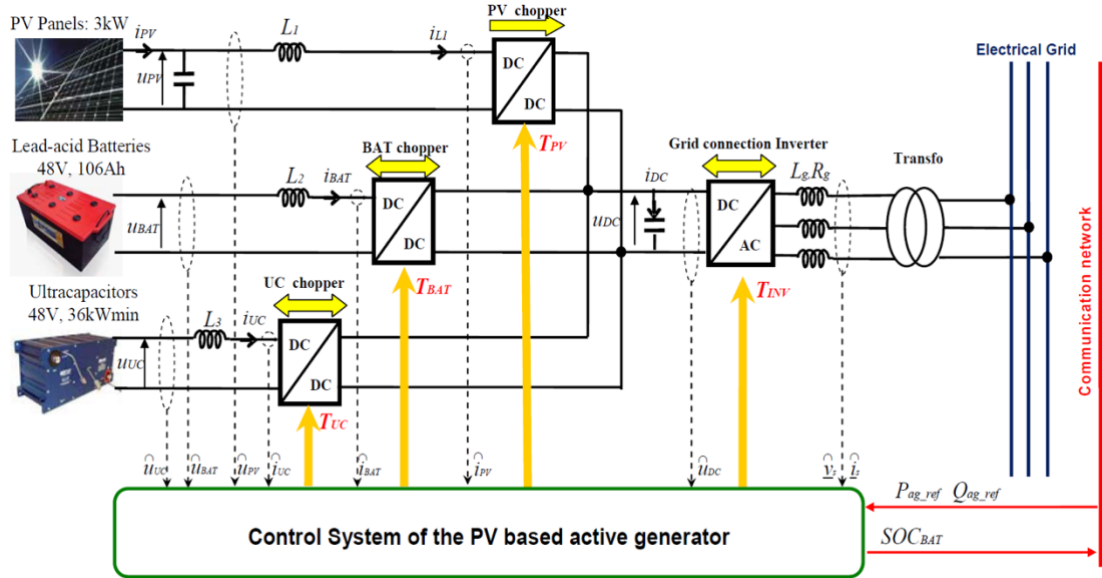 PV Panels: 3kW
iPV
L1
iL1
PV chopper
Electrical Grid
uPV
DC
DC
TPV
Lead-acid Batteries
48V, 106Ah
BAT chopper
Grid connection Inverter
Transfo
L2
iBAT
iDC
Lg,Rg
uBAT
DC
DC
uDC
DC
AC
TBAT
TINV
Ultracapacitors
48V, 36kWmin
UC chopper
L3
iUC
uUC
DC
DC
TUC
Communication network
uUC
uBAT
uPV
iUC
iBAT
iPV
uDC
vs
is
Pag_ref Qag_ref
Control System of the PV based active generator
SOCBAT